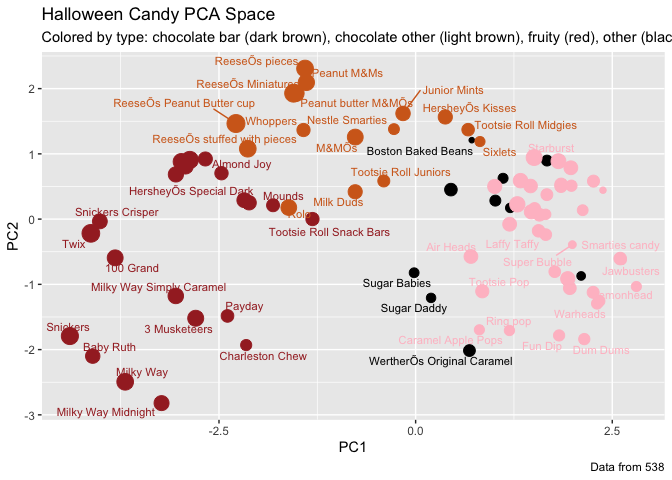 Halloween Candy PCA Space
Colored by type: chocolate bar (dark brown), chocolate other (light brown), fruity (red), other (blac
ReeseÕs pieces
Peanut M&Ms
ReeseÕs Miniatures
Peanut butter M&MÕs
Junior Mints
ReeseÕs Peanut Butter cup
HersheyÕs Kisses
Whoppers
Nestle Smarties
Tootsie Roll Midgies
ReeseÕs stuffed with pieces
M&MÕs
Boston Baked Beans
Sixlets
Starburst
Almond Joy
Tootsie Roll Juniors
HersheyÕs Special Dark
Mounds
Milk Duds
Rolo
Snickers Crisper
Tootsie Roll Snack Bars
Twix
Air Heads
Laffy Taffy
Smarties candy
Super Bubble
100 Grand
Jawbusters
Milky Way Simply Caramel
Sugar Babies
Tootsie Pop
Payday
Sugar Daddy
Warheads
Snickers
3 Musketeers
Ring pop
Baby Ruth
Charleston Chew
Caramel Apple Pops
Fun Dip
Dum Dums
Milky Way
WertherÕs Original Caramel
Milky Way Midnight
2
1
0
-1
-2
-3
PC2
-2.5
0.0
2.5
PC1
Data from 538